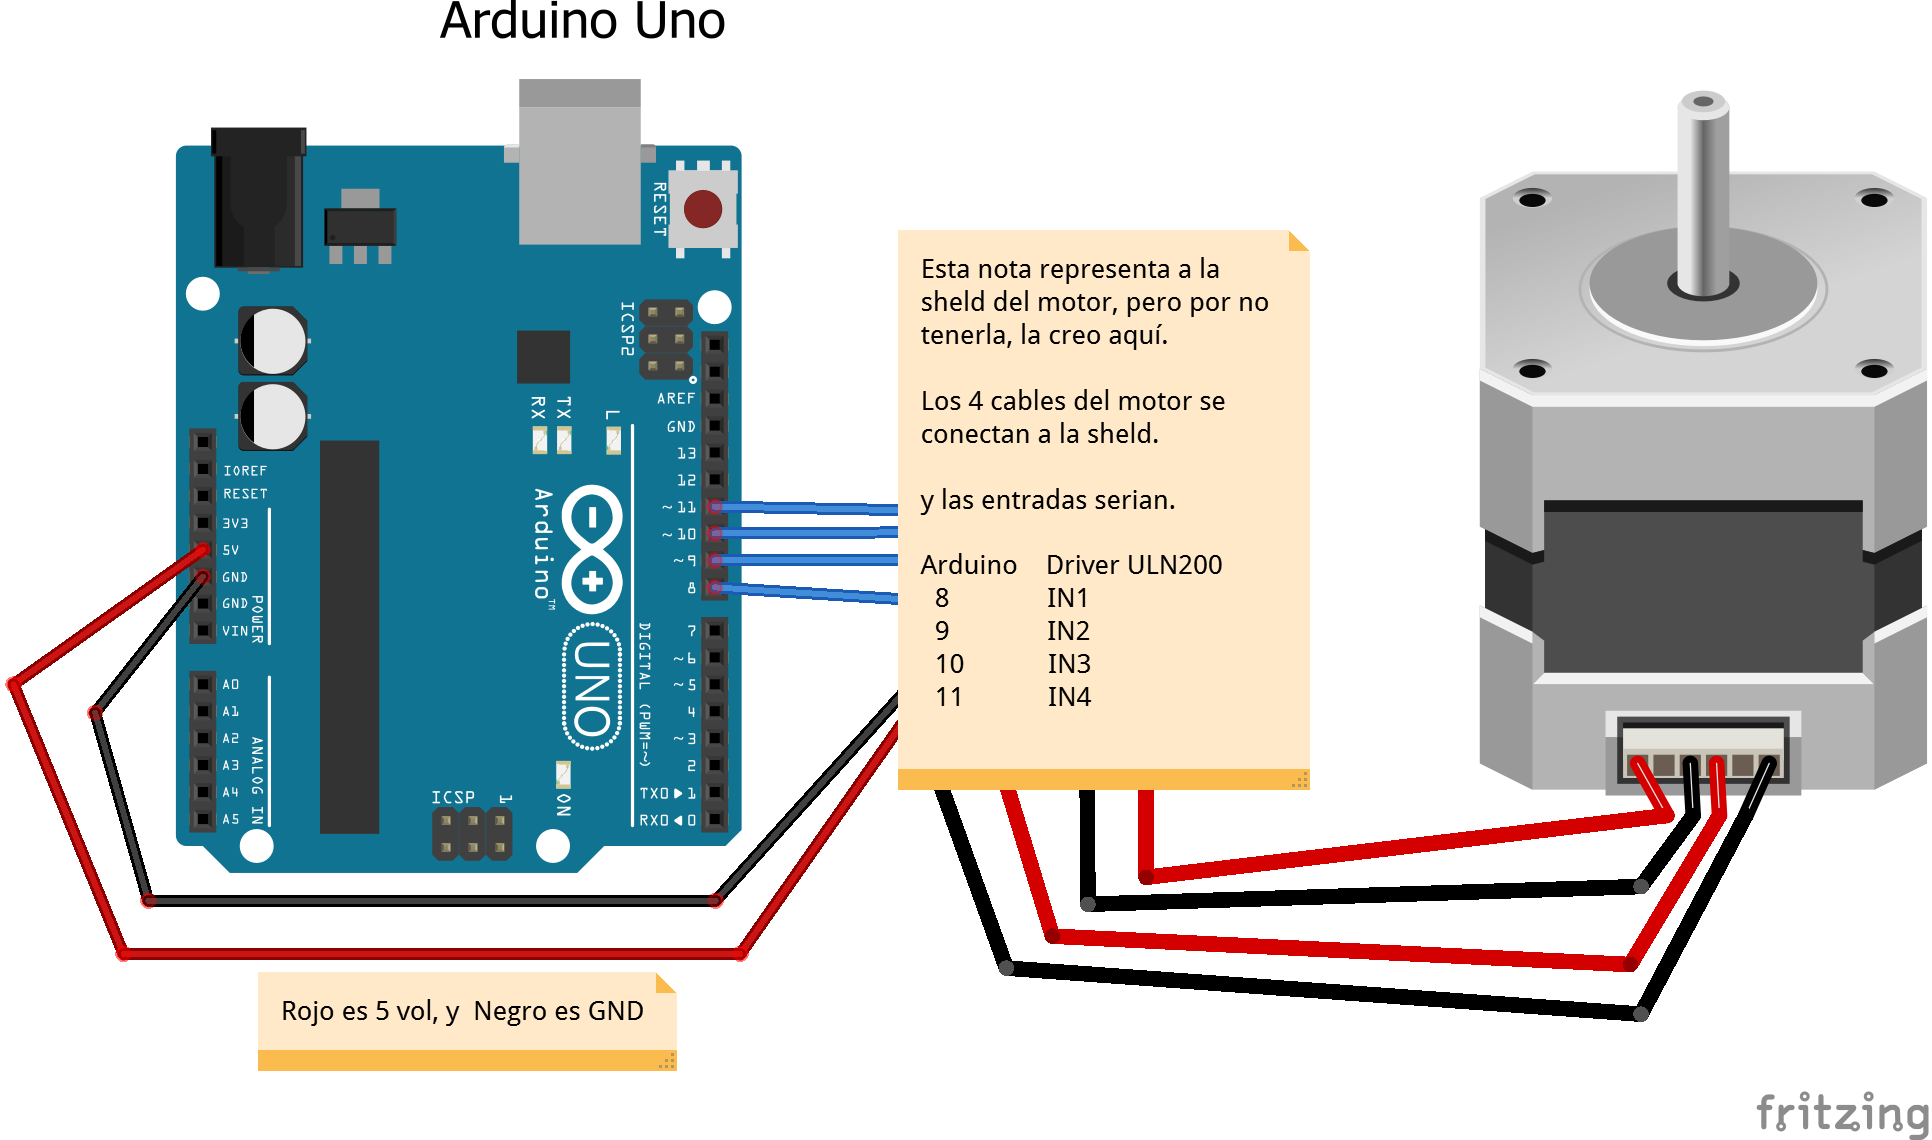 Arduino Uno
RESET
ICSP2
AREF
GND
13
12
~11
~10
~9
8
7
~6
~5
4
~3
2
TX0▶1
RX0◀0
RX
TX
L
Arduino™
UNO
DIGITAL (PWM=~)
ON
ICSP
1
IOREF
RESET
3V3
5V
GND
GND
VIN
POWER
A0
A1
A2
A3
A4
A5
ANALOG IN
Esta nota representa a la
sheld del motor, pero por no
tenerla, la creo aquí.
Los 4 cables del motor se
conectan a la sheld.
y las entradas serian.
Arduino Driver ULN200
8 IN1
9 IN2
10 IN3
11 IN4
Rojo es 5 vol, y Negro es GND
fritzing